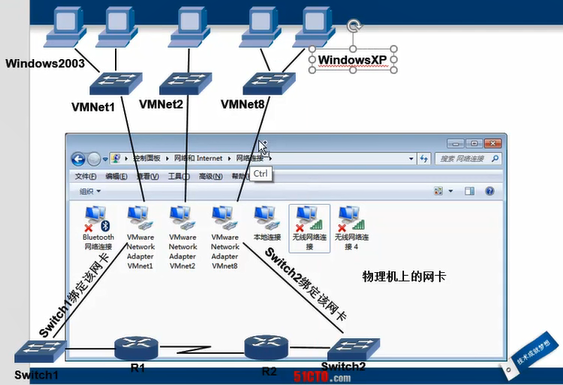 Windows2003
WindowsXP
VMNet1
VMNet2
VMNet8
控制面板 ▸ 网络和 Internet ▸ 网络连接 ▸
搜索 网络连接
Ctrl
文件(F) 编辑(E) 查看(V) 工具(T) 高级(N) 帮助
组织
Bluetooth
网络连接
VMware
Network
Adapter
VMnet1
VMware
Network
Adapter
VMnet2
VMware
Network
Adapter
VMnet8
本地连接
无线网络连
接
无线网络连
接 4
Switch1绑定该网卡
Switch2绑定该网卡
物理机上的网卡
Switch1
R1
R2
Switch2
技术成就梦想
51CTO.com